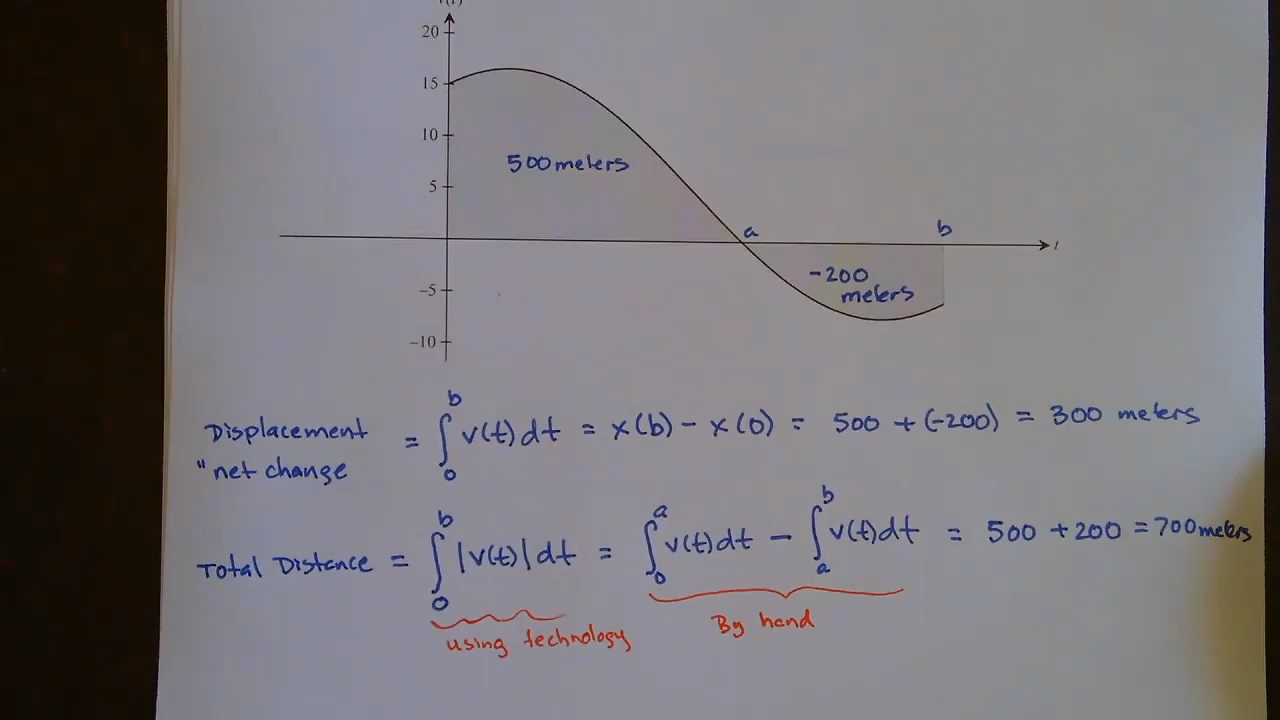 20
15
10
500 meters
5
a
b
t
-200
meters
-5
-10
Displacement = ∫₀ᵇ v(t) dt = x(b) - x(0) = 500 + (-200) = 300 meters
"net change
Total Distance = ∫₀ᵇ |v(t)| dt = ∫₀ᵃ v(t) dt - ∫ₐᵇ v(t) dt = 500 + 200 = 700 meters
using technology
By hand